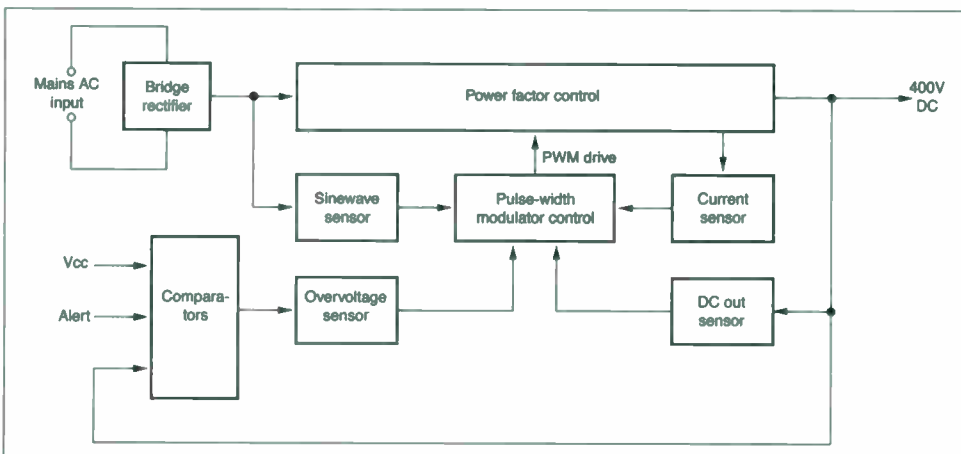 Mains AC
input
Bridge
rectifier
Power factor control
400V
DC
PWM drive
Sinewave
sensor
Pulse-width
modulator control
Current
sensor
Vcc
Alert
Compara-
tors
Overvoltage
sensor
DC out
sensor